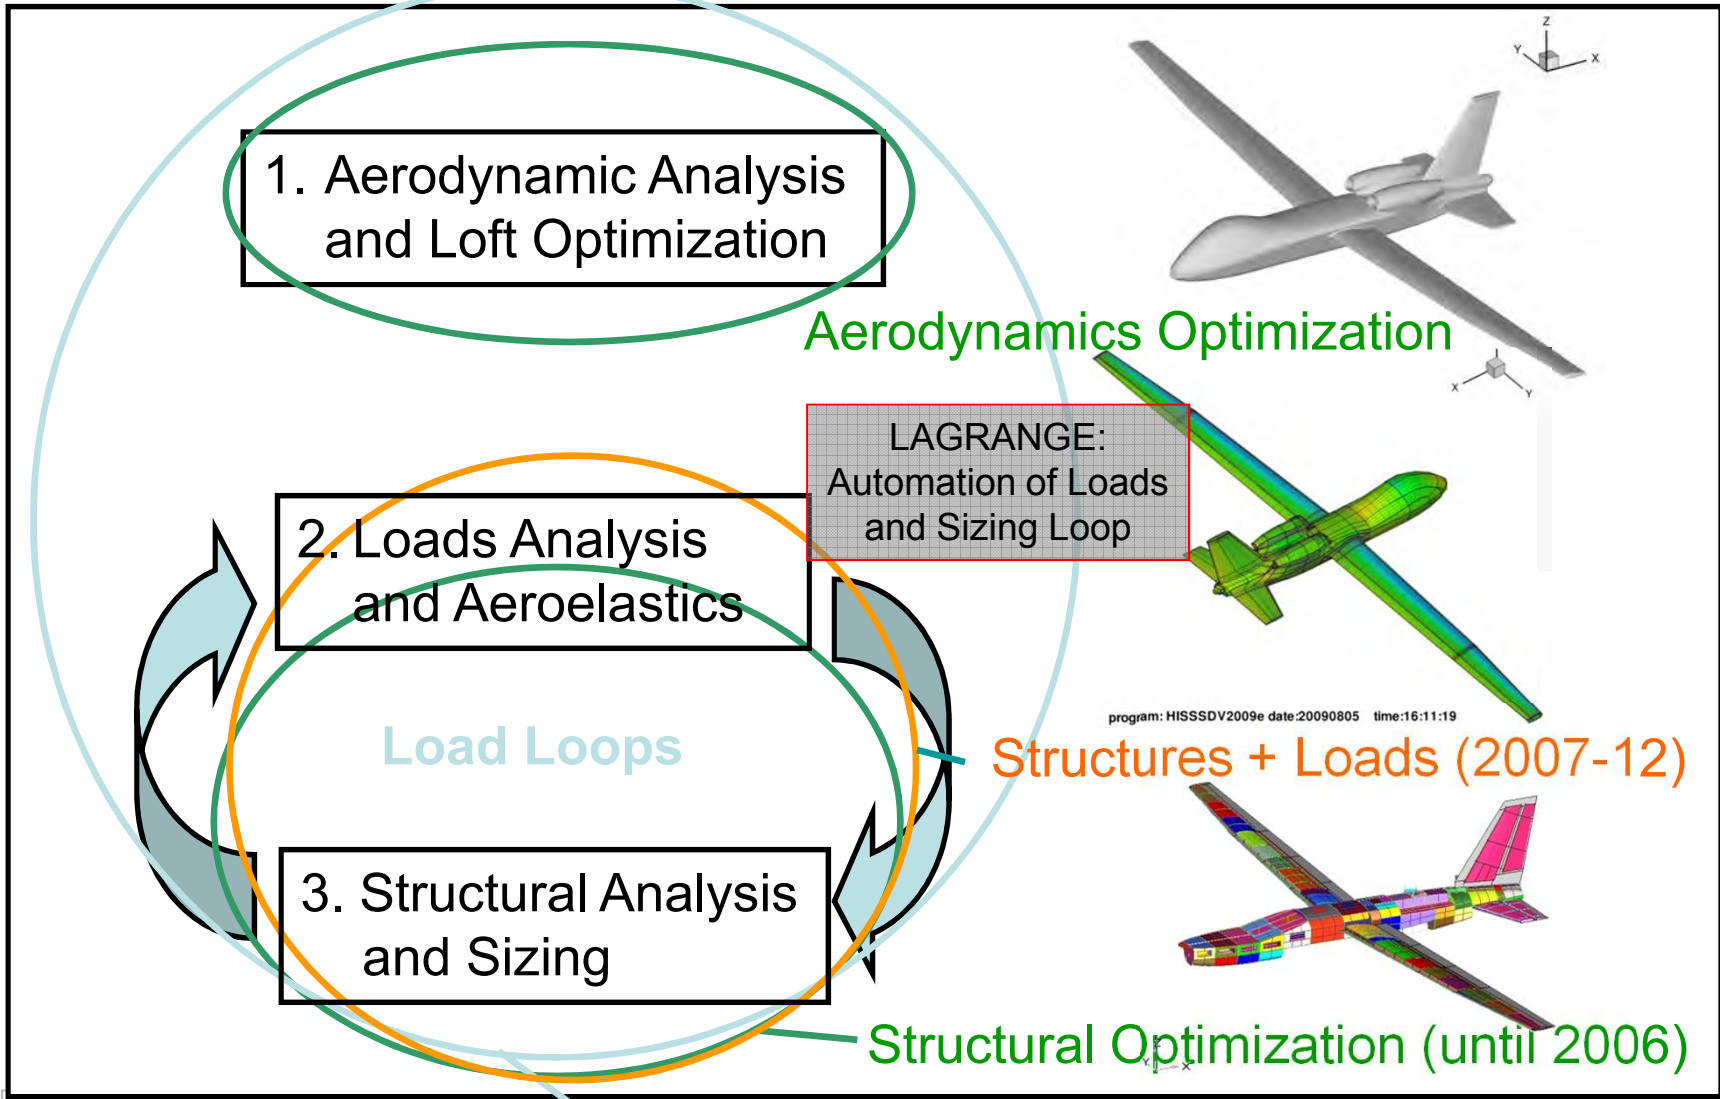 Z
Y
X
1. Aerodynamic Analysis
and Loft Optimization
Aerodynamics Optimization
X
Y
LAGRANGE:
Automation of Loads
and Sizing Loop
2. Loads Analysis
and Aeroelastics
program: HISSSDV2009e date:20090805 time:16:11:19
Load Loops
Structures + Loads (2007-12)
3. Structural Analysis
and Sizing
Structural Optimization (until 2006)
Y
X